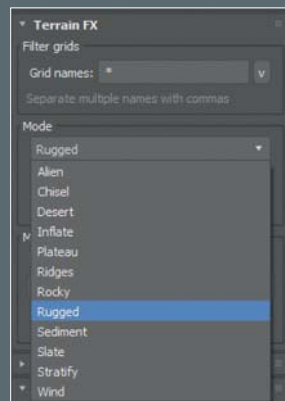 Terrain FX
Filter grids
Grid names: * v
Separate multiple names with commas
Mode
Rugged
Alien
Chisel
Desert
Inflate
M
Plateau
Ridges
Rocky
Rugged
Sediment
Slate
Stratify
Wind